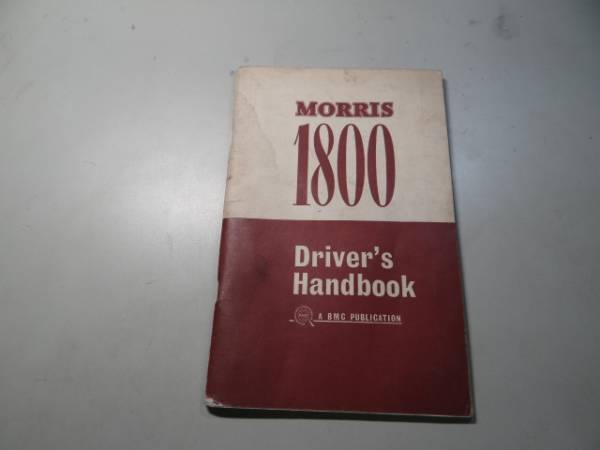 MORRIS
1800
Driver's
Handbook
A BMC PUBLICATION